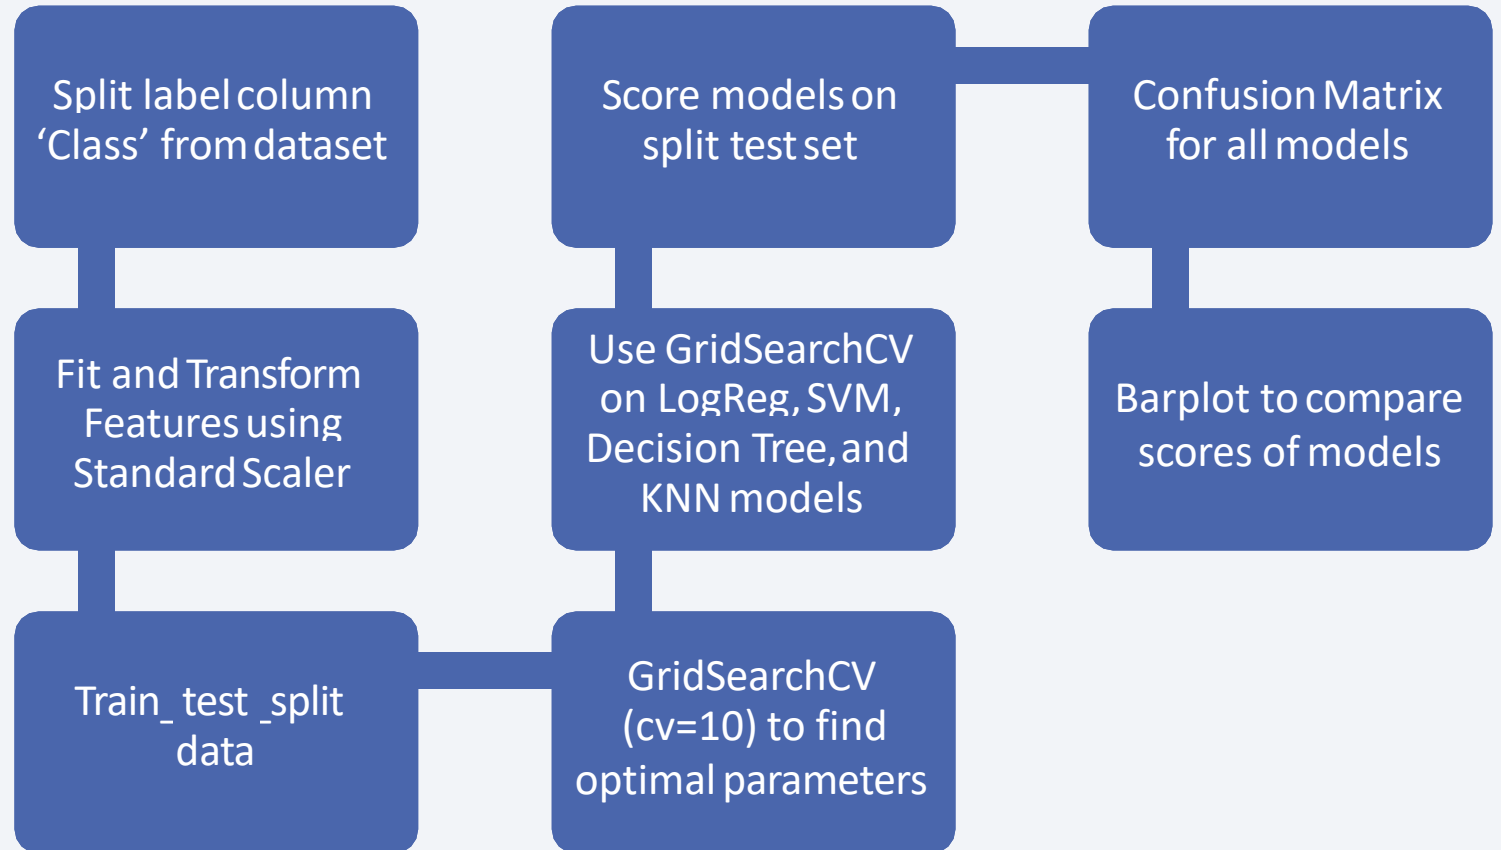 Split label column
‘Class’ from dataset
Fit and Transform
Features using
Standard Scaler
Train_ test _split
data
GridSearchCV
(cv=10) to find
optimal parameters
Use GridSearchCV
on LogReg, SVM,
Decision Tree, and
KNN models
Score models on
split test set
Confusion Matrix
for all models
Barplot to compare
scores of models